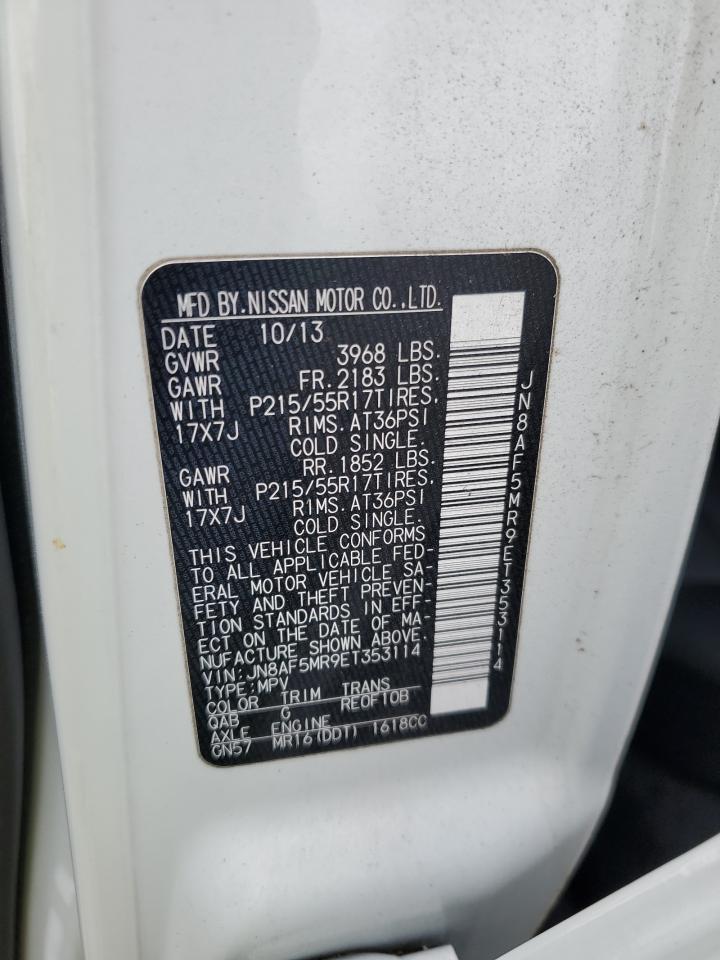 MFD BY.NISSAN MOTOR CO.,LTD.
DATE 10/13
GVWR 3968 LBS.
GAWR FR.2183 LBS.
WITH P215/55R17TIRES.
17X7J RIMS.AT36PSI
COLD SINGLE.
GAWR RR.1852 LBS.
WITH P215/55R17TIRES.
17X7J RIMS.AT36PSI
COLD SINGLE.
THIS VEHICLE CONFORMS
TO ALL APPLICABLE FED-
ERAL MOTOR VEHICLE SA-
FETY AND THEFT PREVEN-
TION STANDARDS IN EFF-
ECT ON THE DATE OF MA-
NUFACTURE SHOWN ABOVE.
VIN:JN8AF5MR9ET353114
TYPE:MPV
COLOR TRIM TRANS
QAB G RE0F10B
AXLE ENGINE
GN57 MR16(DDT) 1618CC
JN8AF5MR9ET353114